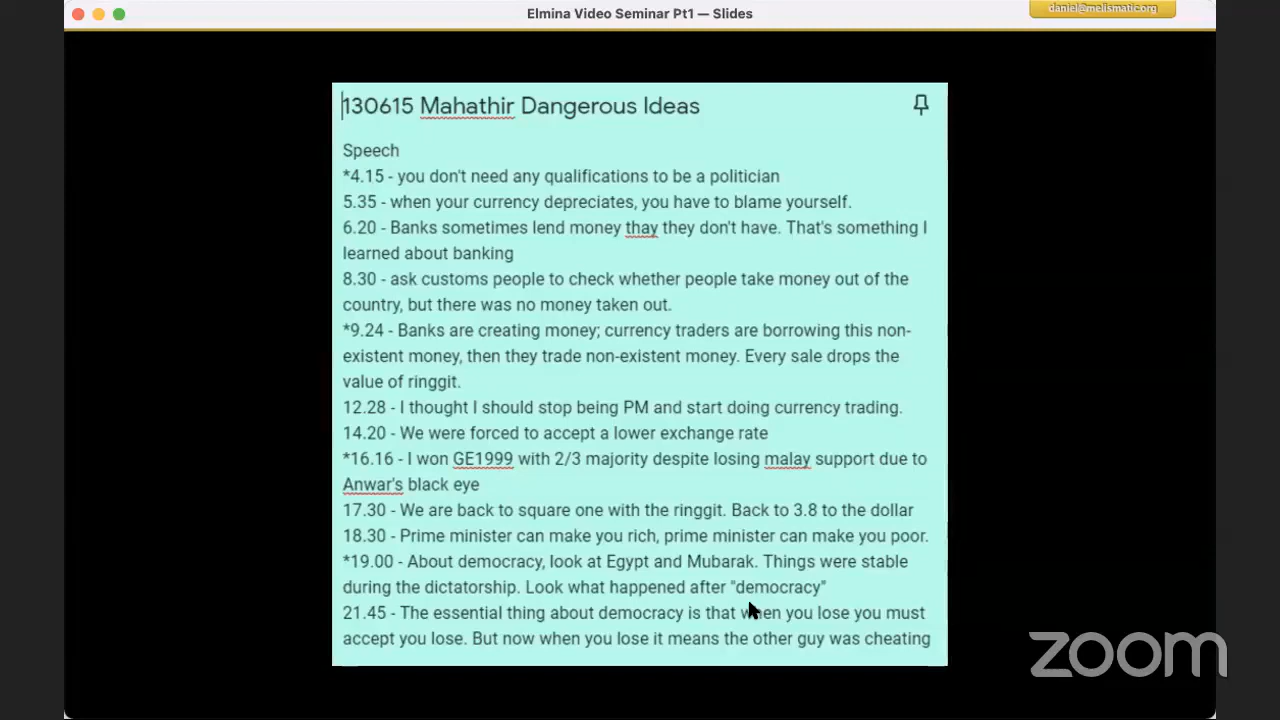 Elmina Video Seminar Pt1 — Slides
daniel@melismatic.org
130615 Mahathir Dangerous Ideas
Speech
*4.15 - you don't need any qualifications to be a politician
5.35 - when your currency depreciates, you have to blame yourself.
6.20 - Banks sometimes lend money thay they don't have. That's something I
learned about banking
8.30 - ask customs people to check whether people take money out of the
country, but there was no money taken out.
*9.24 - Banks are creating money; currency traders are borrowing this non-
existent money, then they trade non-existent money. Every sale drops the
value of ringgit.
12.28 - I thought I should stop being PM and start doing currency trading.
14.20 - We were forced to accept a lower exchange rate
*16.16 - I won GE1999 with 2/3 majority despite losing malay support due to
Anwar's black eye
17.30 - We are back to square one with the ringgit. Back to 3.8 to the dollar
18.30 - Prime minister can make you rich, prime minister can make you poor.
*19.00 - About democracy, look at Egypt and Mubarak. Things were stable
during the dictatorship. Look what happened after "democracy"
21.45 - The essential thing about democracy is that when you lose you must
accept you lose. But now when you lose it means the other guy was cheating
zoom